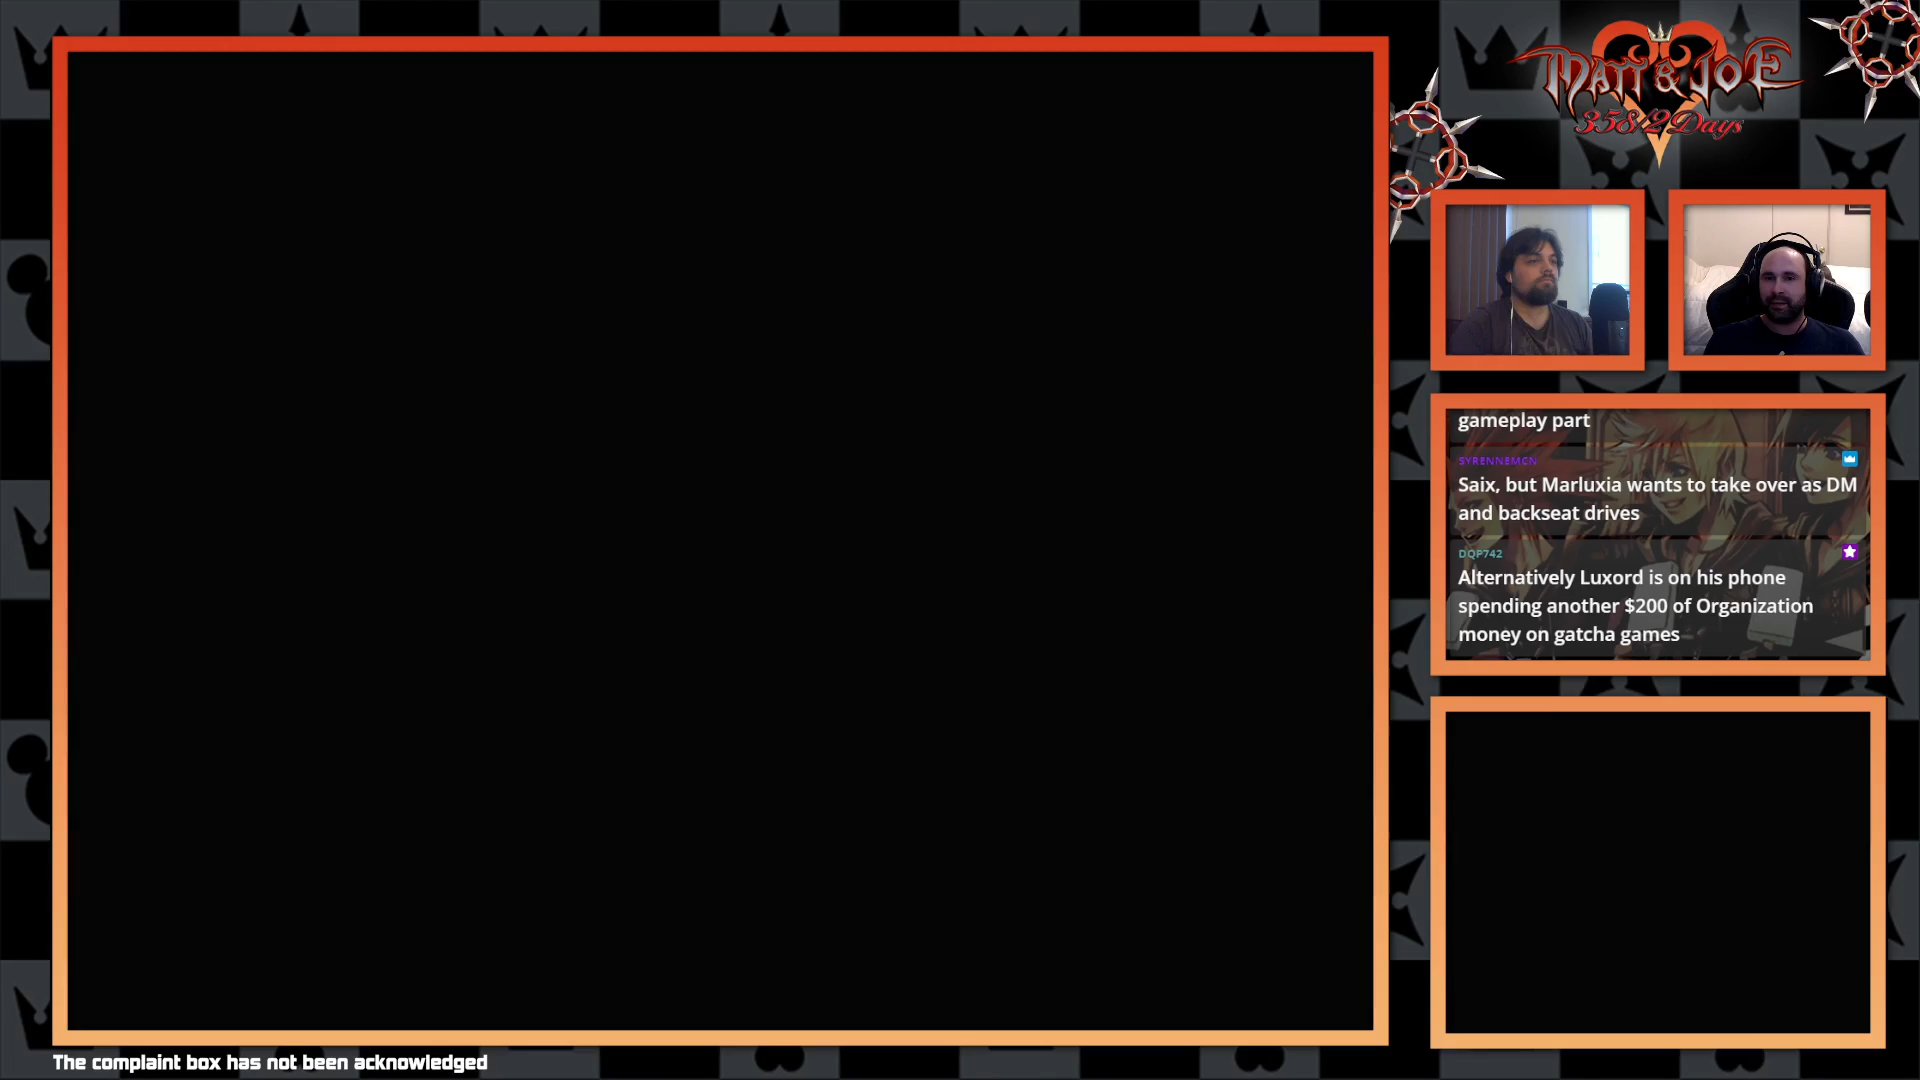 MATT & JOE
358/2 Days
gameplay part
SYRENNEMCN
Saix, but Marluxia wants to take over as DM
and backseat drives
DQP742
Alternatively Luxord is on his phone
spending another $200 of Organization
money on gatcha games
The complaint box has not been acknowledged